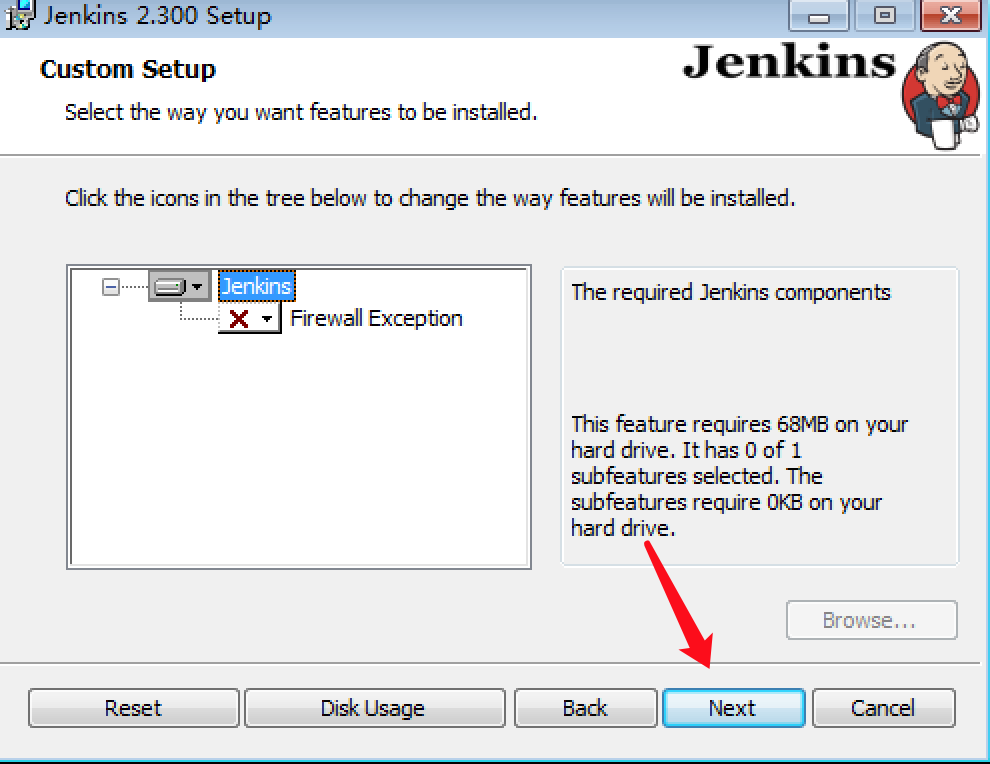 Jenkins 2.300 Setup
Custom Setup
Jenkins
Select the way you want features to be installed.
Click the icons in the tree below to change the way features will be installed.
Jenkins
Firewall Exception
The required Jenkins components
This feature requires 68MB on your
hard drive. It has 0 of 1
subfeatures selected. The
subfeatures require 0KB on your
hard drive.
Browse...
Reset
Disk Usage
Back
Next
Cancel